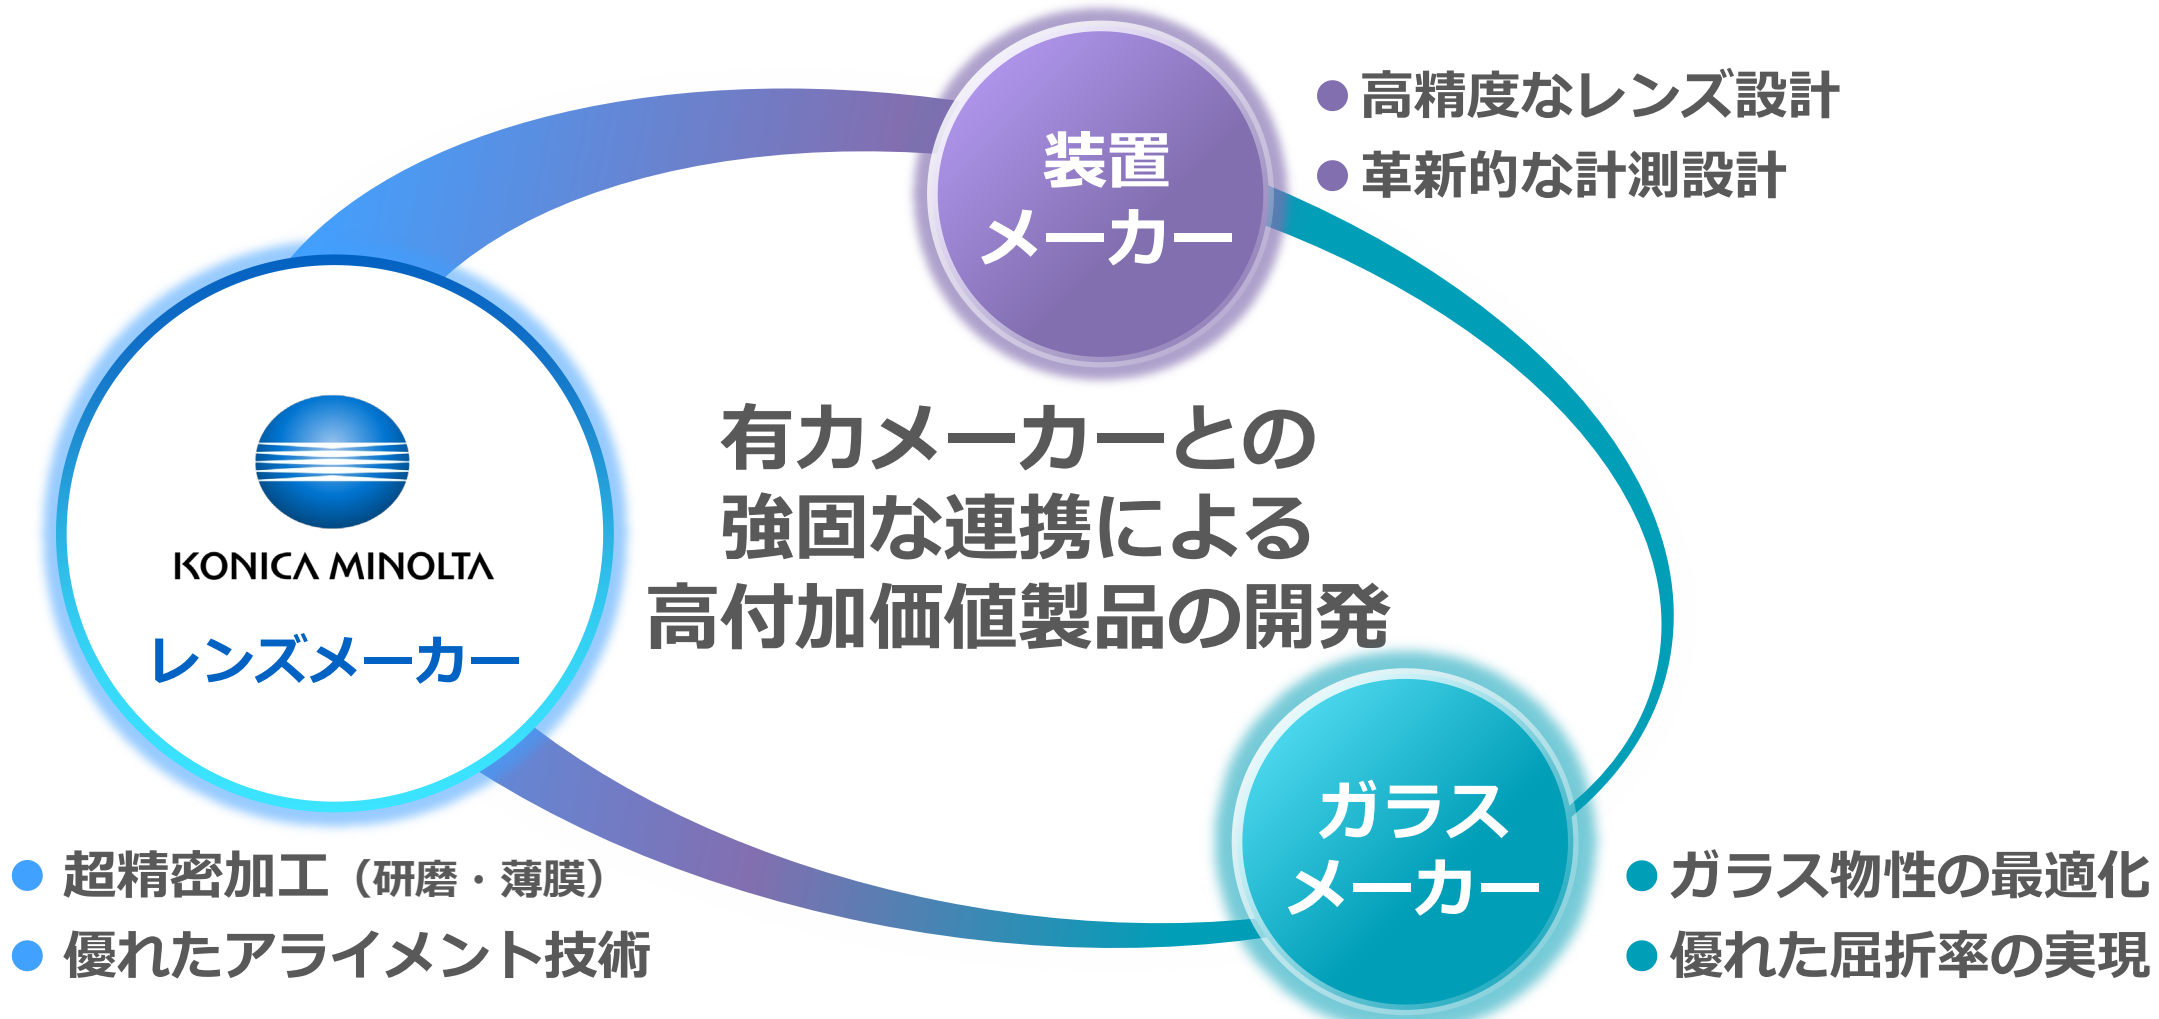 装置
メーカー
● 高精度なレンズ設計
● 革新的な計測設計
KONICA MINOLTA
レンズメーカー
有力メーカーとの
強固な連携による
高付加価値製品の開発
ガラス
メーカー
● 超精密加工（研磨・薄膜）
● 優れたアライメント技術
● ガラス物性の最適化
● 優れた屈折率の実現